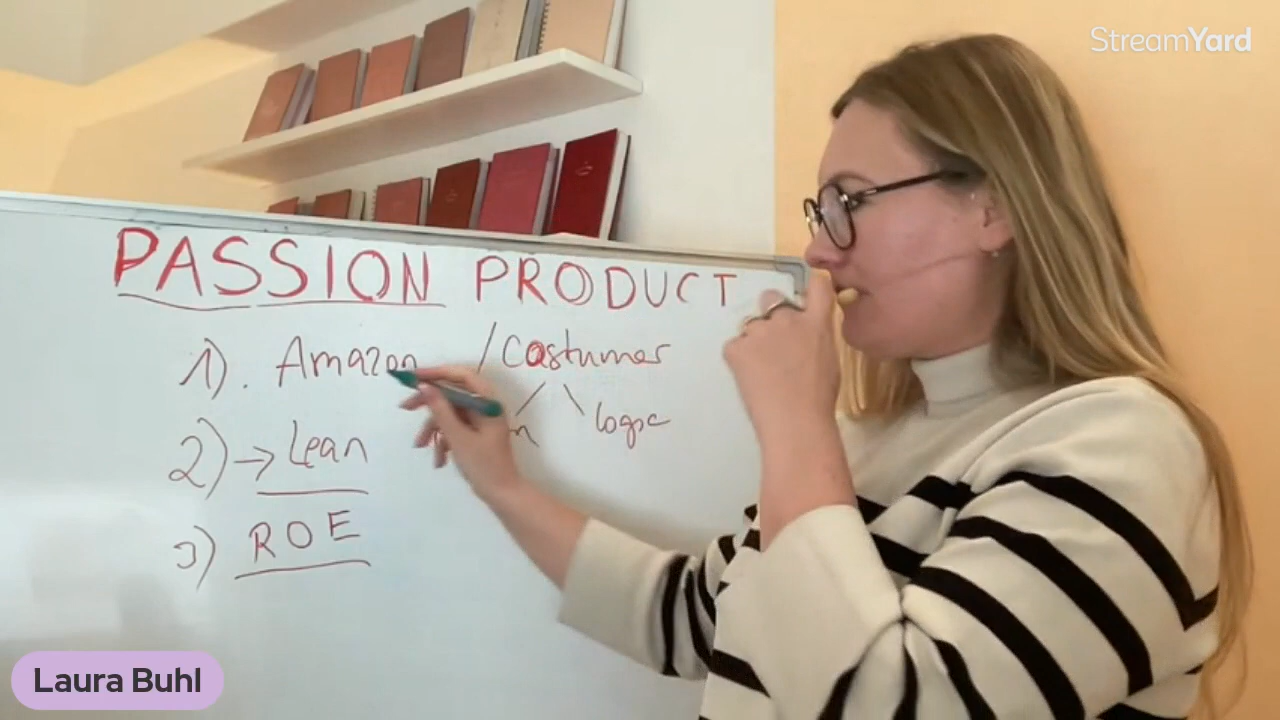 StreamYard
PASSION PRODUCT
1). Amazon / Costumer
logic
2) → Lean
3) ROE
Laura Buhl